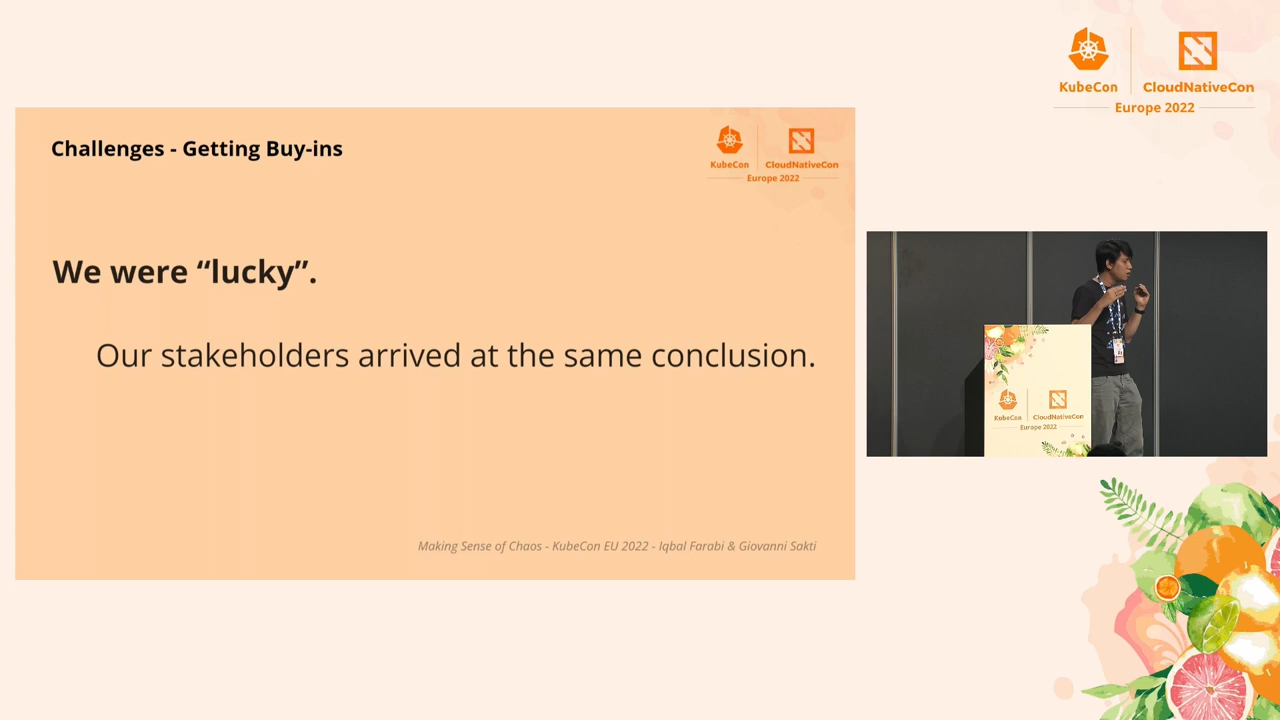 KubeCon
CloudNativeCon
Europe 2022
Challenges - Getting Buy-ins
KubeCon
CloudNativeCon
Europe 2022
We were “lucky”.
Our stakeholders arrived at the same conclusion.
Making Sense of Chaos - KubeCon EU 2022 - Iqbal Farabi & Giovanni Sakti
KubeCon
CloudNativeCon
Europe 2022